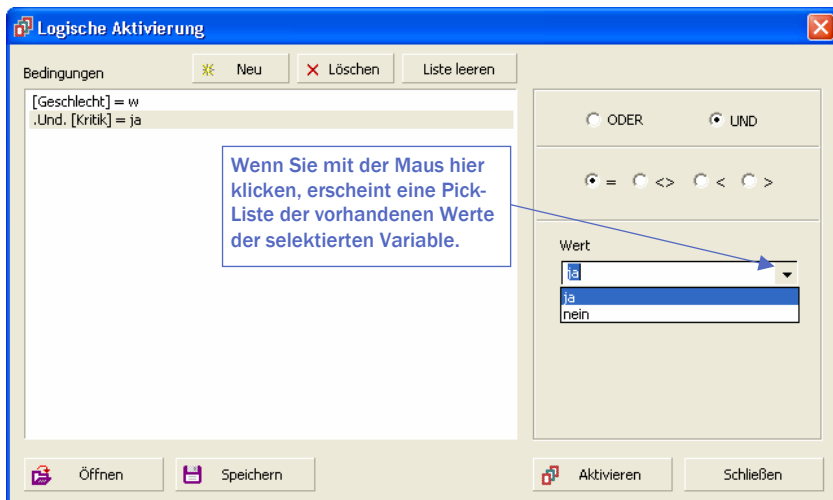 Logische Aktivierung
Bedingungen
Neu
Löschen
Liste leeren
[Geschlecht] = w
.Und. [Kritik] = ja
ODER
UND
=
<>
<
>
Wenn Sie mit der Maus hier
klicken, erscheint eine Pick-
Liste der vorhandenen Werte
der selektierten Variable.
Wert
ja
ja
nein
Öffnen
Speichern
Aktivieren
Schließen